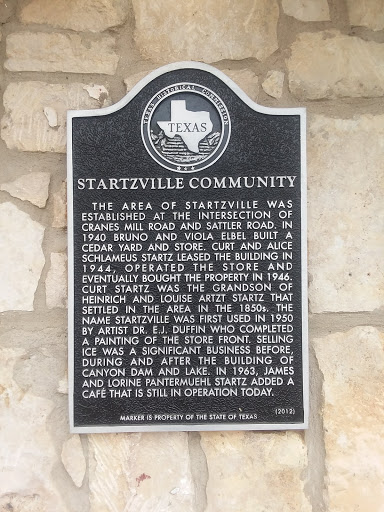 TEXAS HISTORICAL COMMISSION
TEXAS
STARTZVILLE COMMUNITY
THE AREA OF STARTZVILLE WAS
ESTABLISHED AT THE INTERSECTION OF
CRANES MILL ROAD AND SATTLER ROAD. IN
1940 BRUNO AND VIOLA ELBEL BUILT A
CEDAR YARD AND STORE. CURT AND ALICE
SCHLAMEUS STARTZ LEASED THE BUILDING IN
1944, OPERATED THE STORE AND
EVENTUALLY BOUGHT THE PROPERTY IN 1946.
CURT STARTZ WAS THE GRANDSON OF
HEINRICH AND LOUISE ARTZT STARTZ THAT
SETTLED IN THE AREA IN THE 1850s. THE
NAME STARTZVILLE WAS FIRST USED IN 1950
BY ARTIST DR. E.J. DUFFIN WHO COMPLETED
A PAINTING OF THE STORE FRONT. SELLING
ICE WAS A SIGNIFICANT BUSINESS BEFORE,
DURING AND AFTER THE BUILDING OF
CANYON DAM AND LAKE. IN 1963, JAMES
AND LORINE PANTERMUEHL STARTZ ADDED A
CAFÉ THAT IS STILL IN OPERATION TODAY.
(2012)
MARKER IS PROPERTY OF THE STATE OF TEXAS